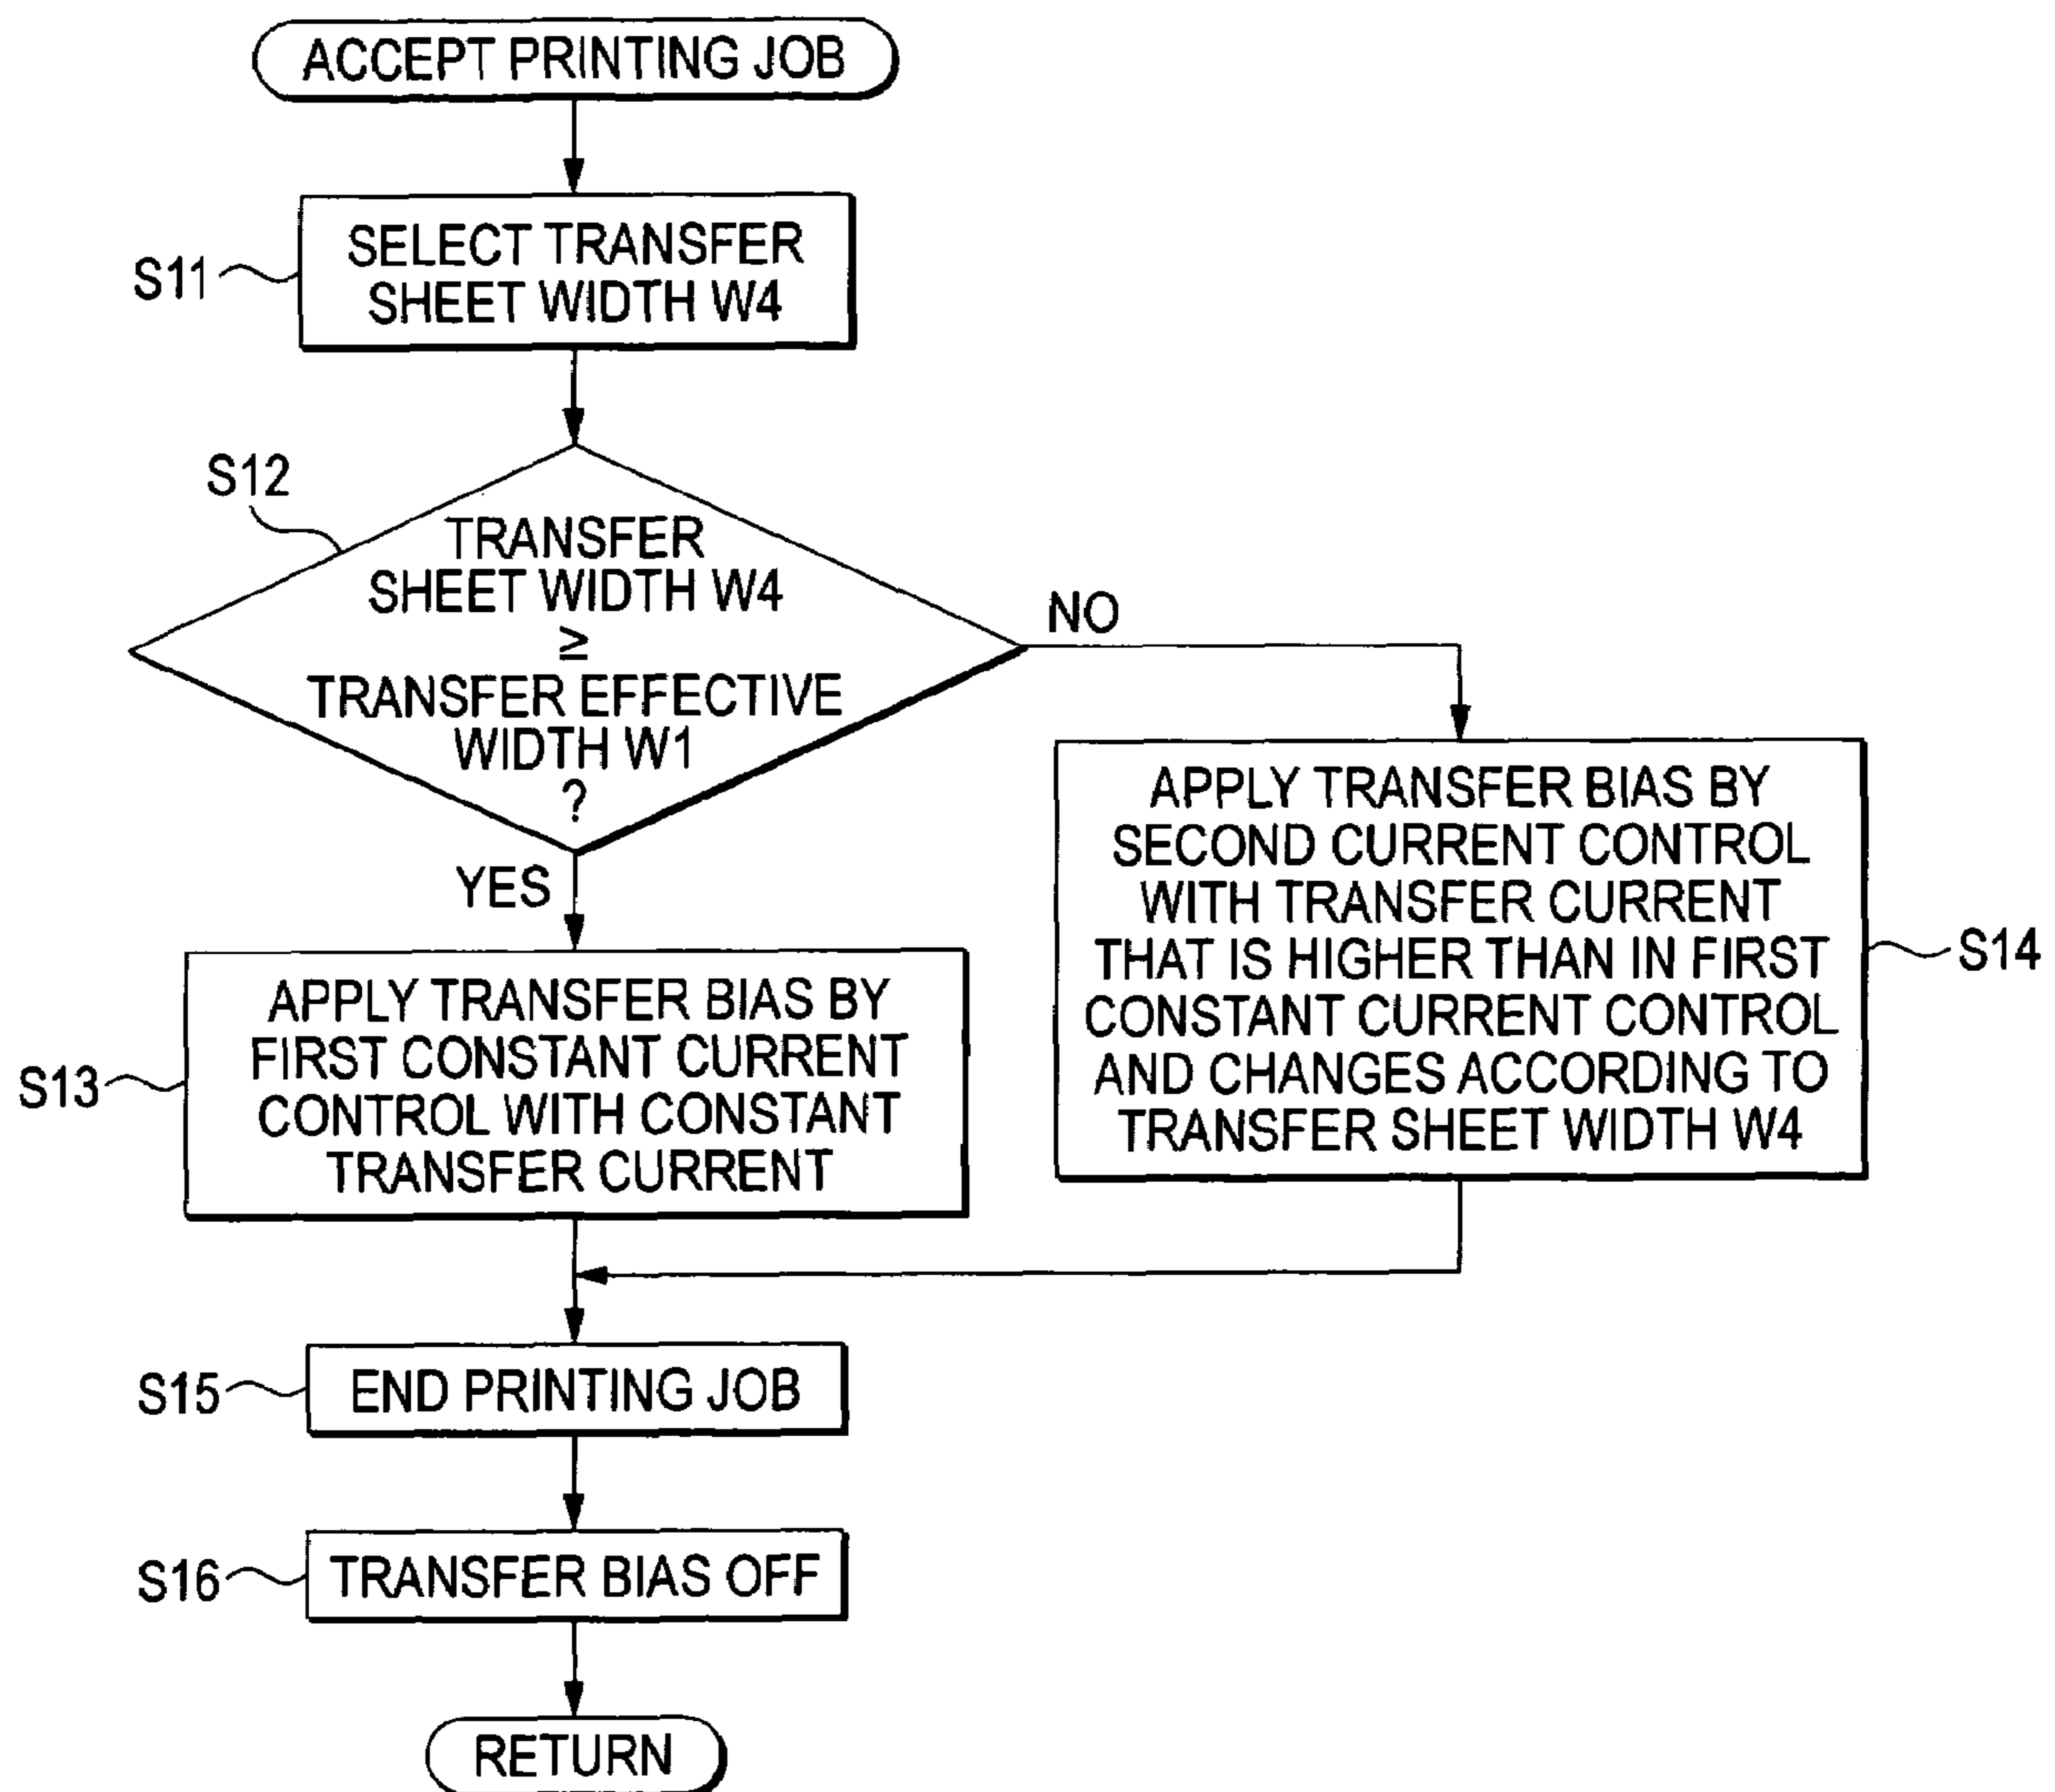 ACCEPT PRINTING JOB
S11
SELECT TRANSFER
SHEET WIDTH W4
S12
TRANSFER
SHEET WIDTH W4
≥
TRANSFER EFFECTIVE
WIDTH W1
?
NO
YES
S13
APPLY TRANSFER BIAS BY
FIRST CONSTANT CURRENT
CONTROL WITH CONSTANT
TRANSFER CURRENT
APPLY TRANSFER BIAS BY
SECOND CURRENT CONTROL
WITH TRANSFER CURRENT
THAT IS HIGHER THAN IN FIRST
CONSTANT CURRENT CONTROL
AND CHANGES ACCORDING TO
TRANSFER SHEET WIDTH W4
S14
S15
END PRINTING JOB
S16
TRANSFER BIAS OFF
RETURN